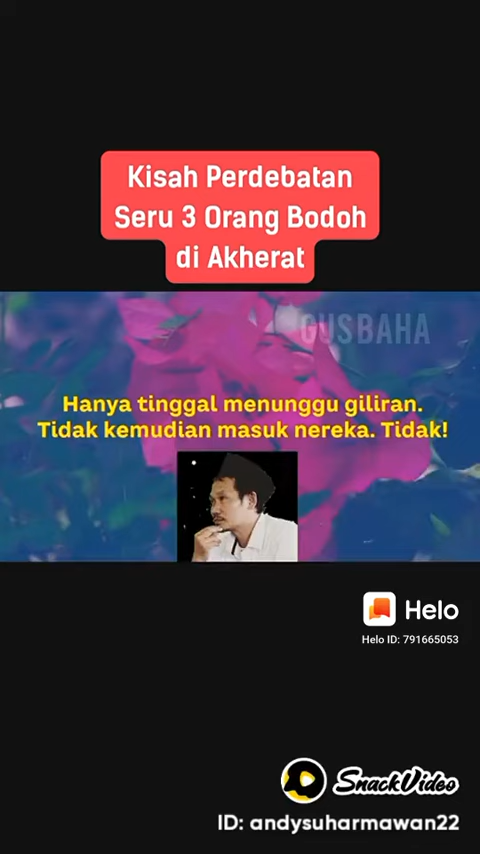 Kisah Perdebatan
Seru 3 Orang Bodoh
di Akherat
GUSBAHA
Hanya tinggal menunggu giliran.
Tidak kemudian masuk nereka. Tidak!
Helo
Helo ID: 791665053
SnackVideo
ID: andysuharmawan22